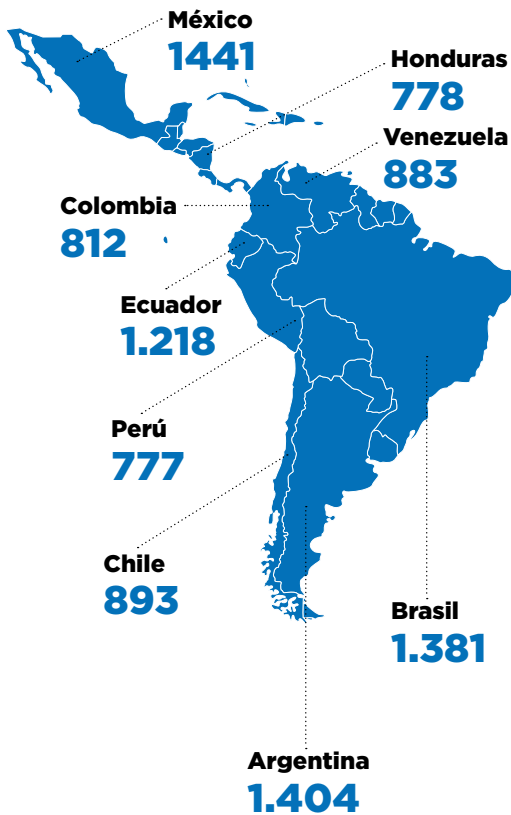 México
1441
Honduras
778
Venezuela
883
Colombia
812
Ecuador
1.218
Perú
777
Chile
893
Brasil
1.381
Argentina
1.404